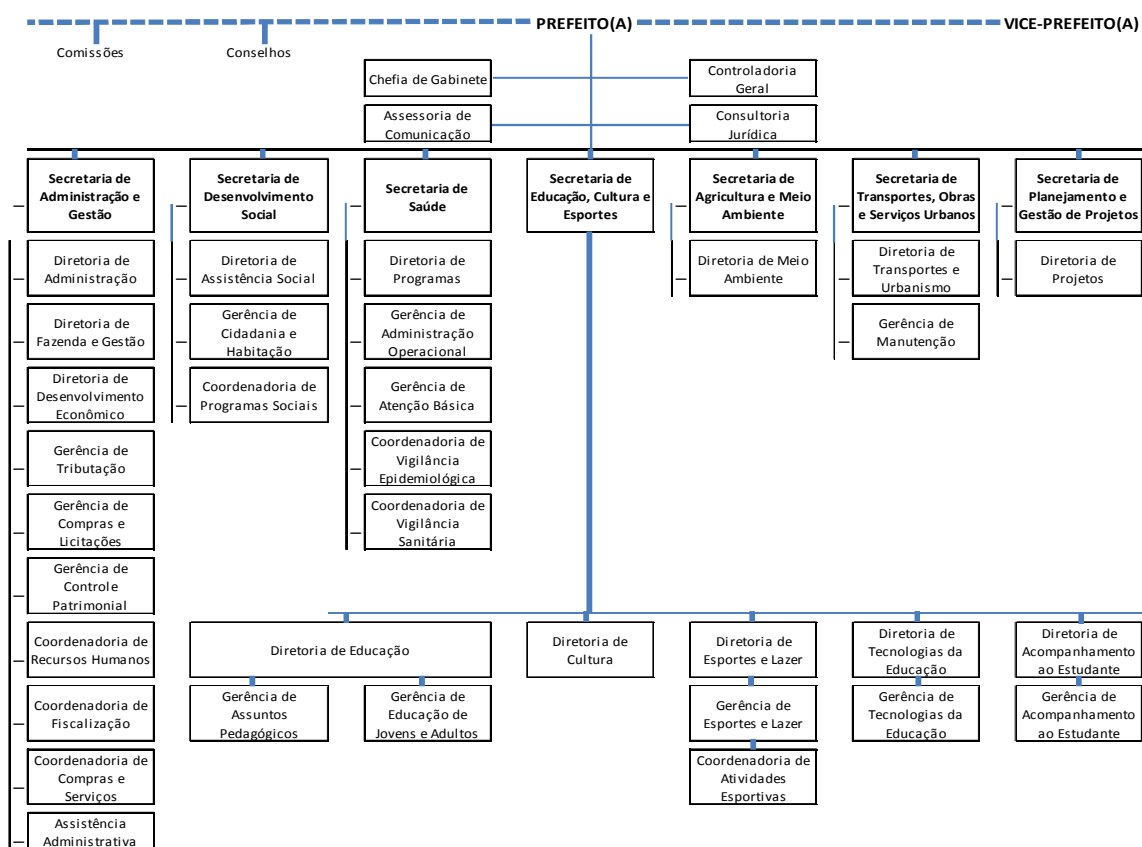 PREFEITO(A)
VICE-PREFEITO(A)
Comissões
Conselhos
Chefia de Gabinete
Controladoria
Geral
Assessoria de
Comunicação
Consultoria
Jurídica
Secretaria de
Administração e
Gestão
Secretaria de
Desenvolvimento
Social
Secretaria de
Saúde
Secretaria de
Educação, Cultura e
Esportes
Secretaria de
Agricultura e Meio
Ambiente
Secretaria de
Transportes, Obras
e Serviços Urbanos
Secretaria de
Planejamento e
Gestão de Projetos
Diretoria de
Administração
Diretoria de
Fazenda e Gestão
Diretoria de
Desenvolvimento
Econômico
Gerência de
Tributação
Gerência de
Compras e
Licitações
Gerência de
Controle
Patrimonial
Coordenadoria de
Recursos Humanos
Coordenadoria de
Fiscalização
Coordenadoria de
Compras e
Serviços
Assistência
Administrativa
Diretoria de
Assistência Social
Gerência de
Cidadania e
Habitação
Coordenadoria de
Programas Sociais
Diretoria de
Programas
Gerência de
Administração
Operacional
Gerência de
Atenção Básica
Coordenadoria de
Vigilância
Epidemiológica
Coordenadoria de
Vigilância
Sanitária
Diretoria de Meio
Ambiente
Diretoria de
Transportes e
Urbanismo
Gerência de
Manutenção
Diretoria de
Projetos
Diretoria de Educação
Gerência de
Assuntos
Pedagógicos
Gerência de
Educação de
Jovens e Adultos
Diretoria de
Cultura
Diretoria de
Esportes e Lazer
Gerência de
Esportes e Lazer
Coordenadoria de
Atividades
Esportivas
Diretoria de
Tecnologias da
Educação
Gerência de
Tecnologias da
Educação
Diretoria de
Acompanhamento
ao Estudante
Gerência de
Acompanhamento
ao Estudante